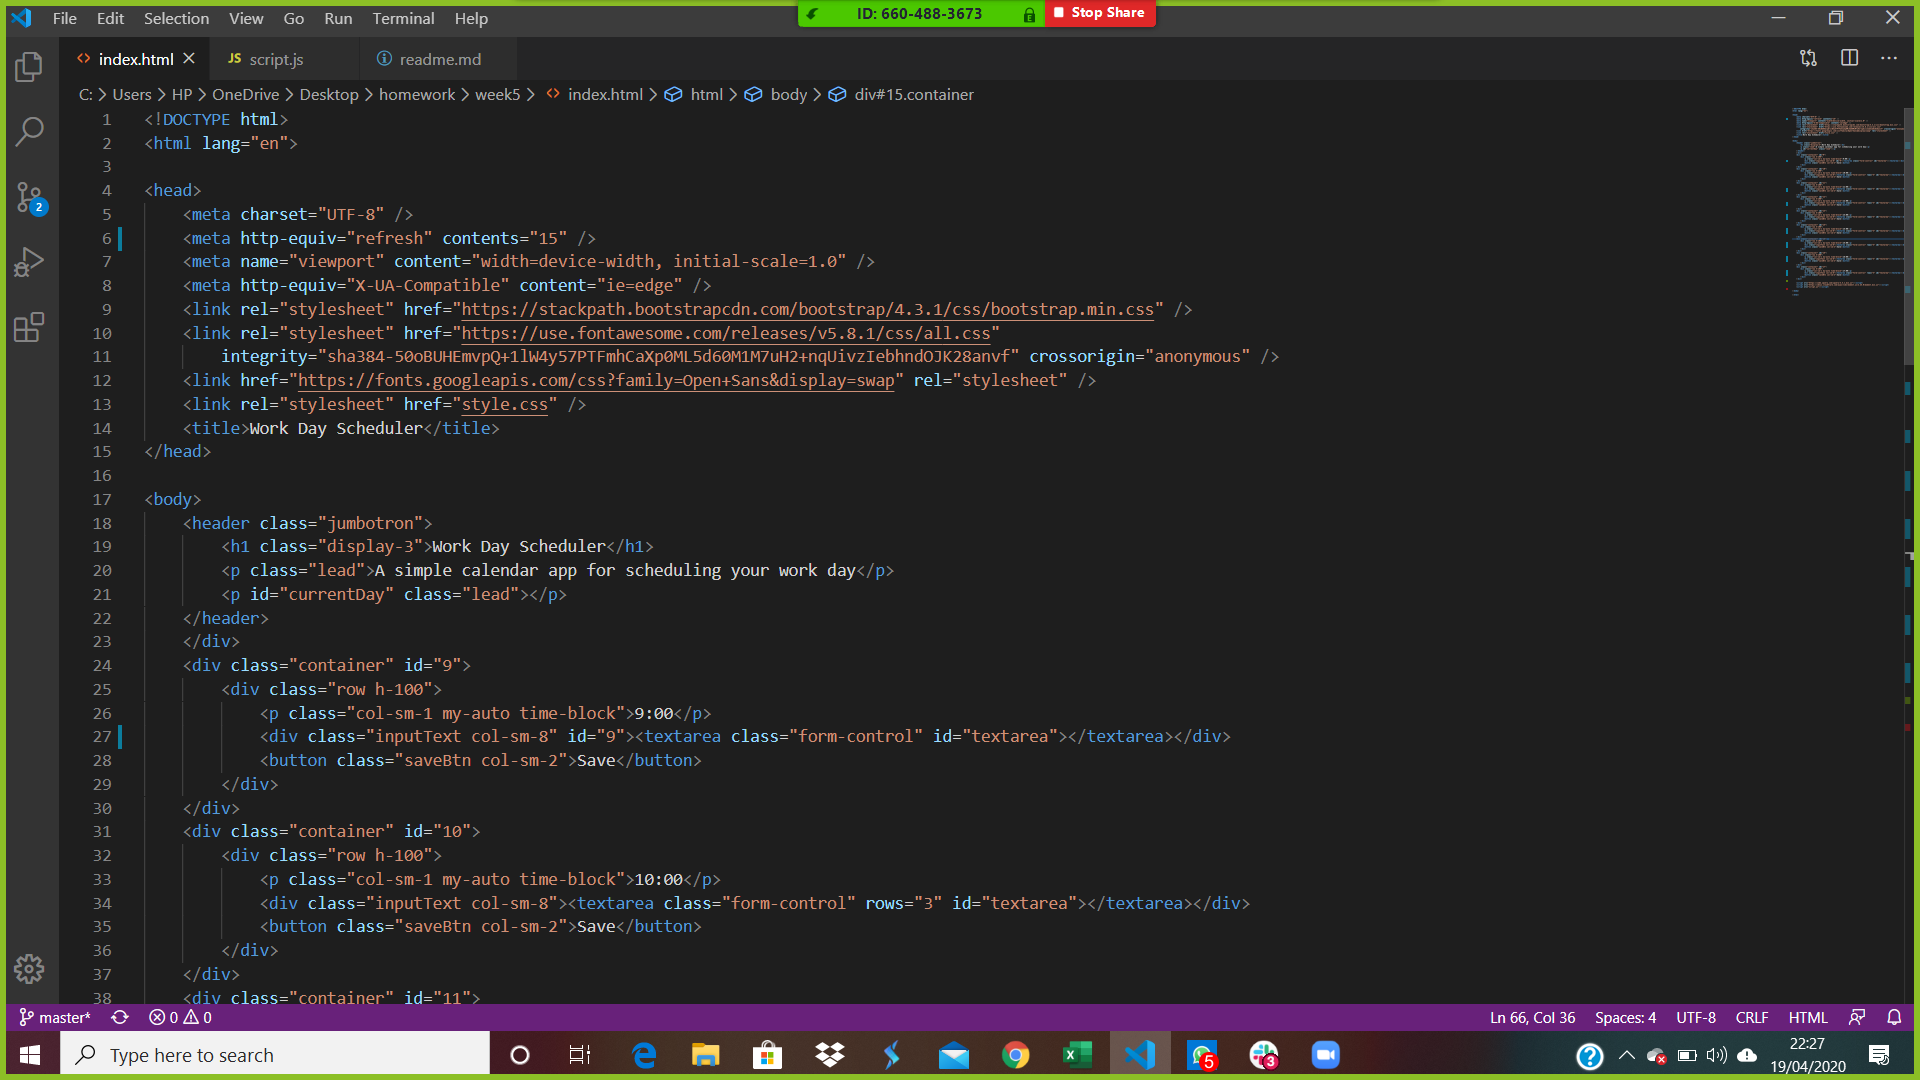 File Edit Selection View Go Run Terminal Help
ID: 660-488-3673 Stop Share
index.html JS script.js readme.md
C: > Users > HP > OneDrive > Desktop > homework > week5 > index.html > html > body > div#15.container
1 <!DOCTYPE html>
2 <html lang="en">
3
4 <head>
5 <meta charset="UTF-8" />
6 <meta http-equiv="refresh" contents="15" />
7 <meta name="viewport" content="width=device-width, initial-scale=1.0" />
8 <meta http-equiv="X-UA-Compatible" content="ie=edge" />
9 <link rel="stylesheet" href="https://stackpath.bootstrapcdn.com/bootstrap/4.3.1/css/bootstrap.min.css" />
10 <link rel="stylesheet" href="https://use.fontawesome.com/releases/v5.8.1/css/all.css"
11 integrity="sha384-50oBUHEmvpQ+1lW4y57PTFmhCaXp0ML5d60M1M7uH2+nqUivzIebhndOJK28anvf" crossorigin="anonymous" />
12 <link href="https://fonts.googleapis.com/css?family=Open+Sans&display=swap" rel="stylesheet" />
13 <link rel="stylesheet" href="style.css" />
14 <title>Work Day Scheduler</title>
15 </head>
16
17 <body>
18 <header class="jumbotron">
19 <h1 class="display-3">Work Day Scheduler</h1>
20 <p class="lead">A simple calendar app for scheduling your work day</p>
21 <p id="currentDay" class="lead"></p>
22 </header>
23 </div>
24 <div class="container" id="9">
25 <div class="row h-100">
26 <p class="col-sm-1 my-auto time-block">9:00</p>
27 <div class="inputText col-sm-8" id="9"><textarea class="form-control" id="textarea"></textarea></div>
28 <button class="saveBtn col-sm-2">Save</button>
29 </div>
30 </div>
31 <div class="container" id="10">
32 <div class="row h-100">
33 <p class="col-sm-1 my-auto time-block">10:00</p>
34 <div class="inputText col-sm-8"><textarea class="form-control" rows="3" id="textarea"></textarea></div>
35 <button class="saveBtn col-sm-2">Save</button>
36 </div>
37 </div>
38 <div class="container" id="11">
2
master* 0 0 Ln 66, Col 36 Spaces: 4 UTF-8 CRLF HTML
Type here to search 5 3 22:27
19/04/2020